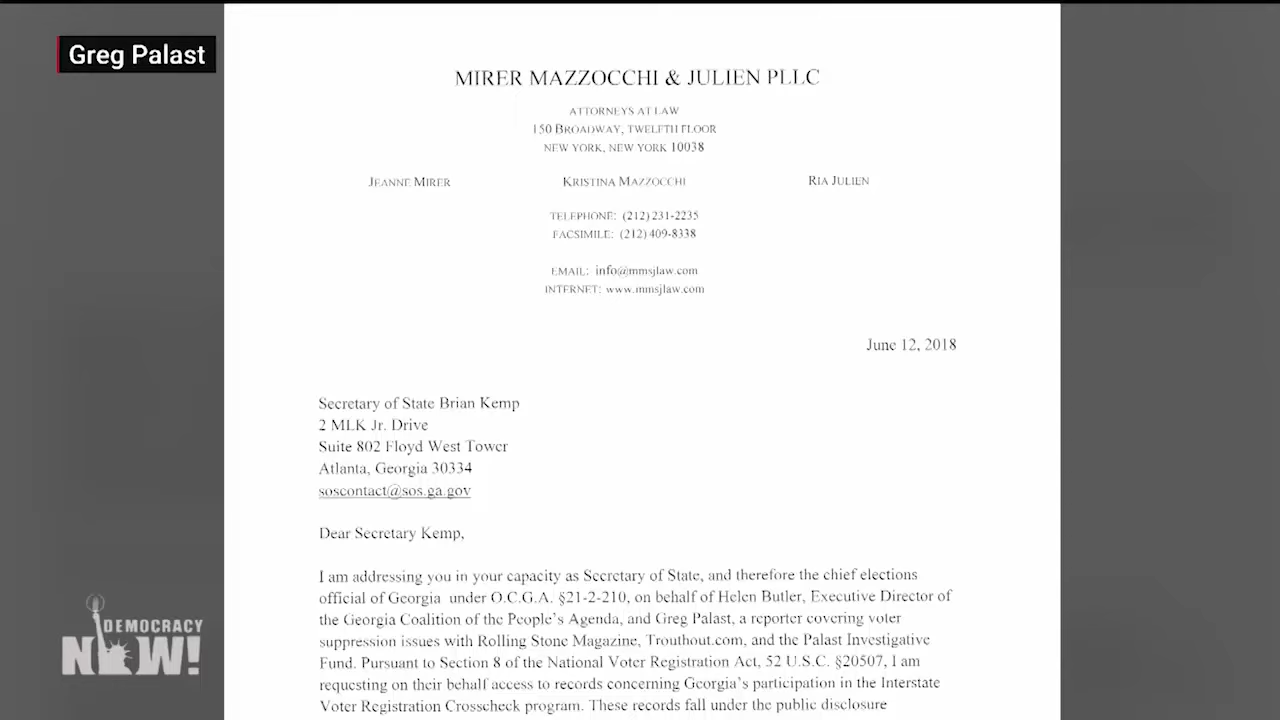 Greg Palast
MIRER MAZZOCCHI & JULIEN PLLC
ATTORNEYS AT LAW
150 BROADWAY, TWELFTH FLOOR
NEW YORK, NEW YORK 10038
JEANNE MIRER KRISTINA MAZZOCCHI RIA JULIEN
TELEPHONE: (212) 231-2235
FACSIMILE: (212) 409-8338
EMAIL: info@mmsjlaw.com
INTERNET: www.mmsjlaw.com
June 12, 2018
Secretary of State Brian Kemp
2 MLK Jr. Drive
Suite 802 Floyd West Tower
Atlanta, Georgia 30334
soscontact@sos.ga.gov
Dear Secretary Kemp,
I am addressing you in your capacity as Secretary of State, and therefore the chief elections
official of Georgia under O.C.G.A. §21-2-210, on behalf of Helen Butler, Executive Director of
the Georgia Coalition of the People's Agenda, and Greg Palast, a reporter covering voter
suppression issues with Rolling Stone Magazine, Trouthout.com, and the Palast Investigative
Fund. Pursuant to Section 8 of the National Voter Registration Act, 52 U.S.C. §20507, I am
requesting on their behalf access to records concerning Georgia's participation in the Interstate
Voter Registration Crosscheck program. These records fall under the public disclosure
DEMOCRACY
NOW!